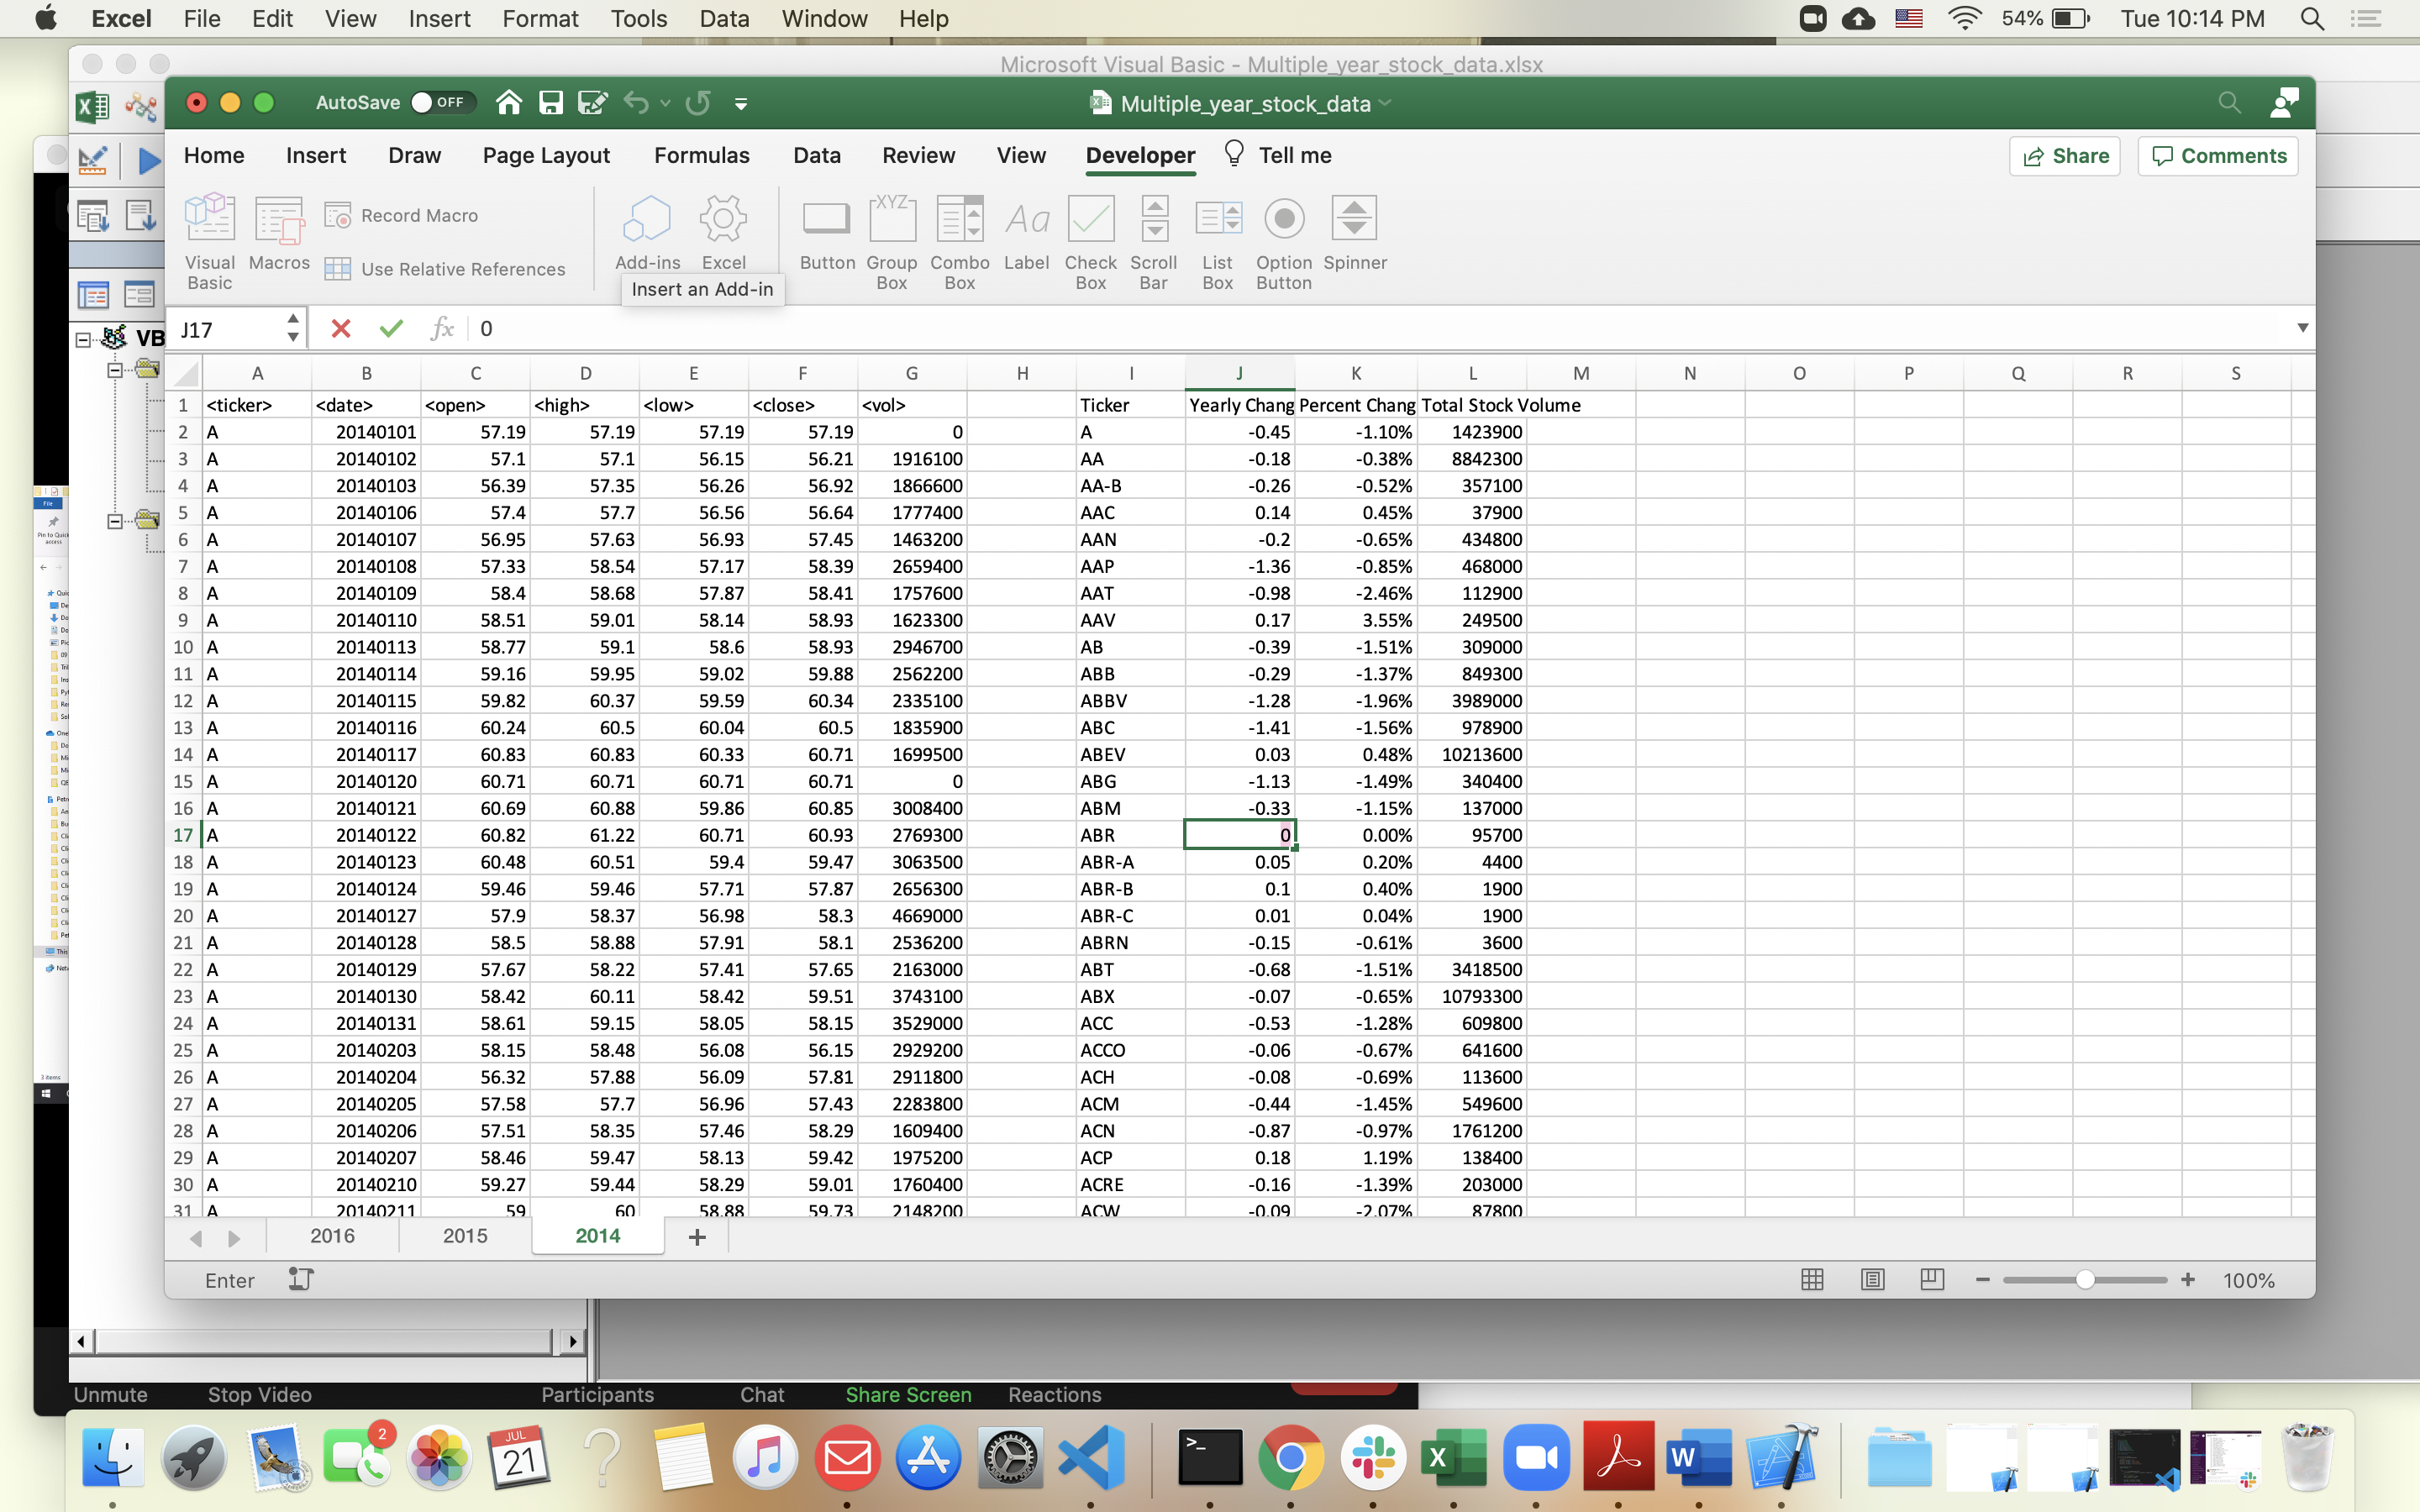 Excel File Edit View Insert Format Tools Data Window Help 54% Tue 10:14 PM
Microsoft Visual Basic - Multiple_year_stock_data.xlsx
AutoSave OFF Multiple_year_stock_data
Home Insert Draw Page Layout Formulas Data Review View Developer Tell me Share Comments
Visual Basic Macros Record Macro Use Relative References Add-ins Excel Button Group Box Combo Box Label Check Box Scroll Bar List Box Option Button Spinner
XYZ Aa
Insert an Add-in
VB
J17 fx 0
A B C D E F G H I J K L M N O P Q R S
1 <ticker> <date> <open> <high> <low> <close> <vol> Ticker Yearly Chang Percent Chang Total Stock Volume
2 A 20140101 57.19 57.19 57.19 57.19 0 A -0.45 -1.10% 1423900
3 A 20140102 57.1 57.1 56.15 56.21 1916100 AA -0.18 -0.38% 8842300
4 A 20140103 56.39 57.35 56.26 56.92 1866600 AA-B -0.26 -0.52% 357100
5 A 20140106 57.4 57.7 56.56 56.64 1777400 AAC 0.14 0.45% 37900
6 A 20140107 56.95 57.63 56.93 57.45 1463200 AAN -0.2 -0.65% 434800
7 A 20140108 57.33 58.54 57.17 58.39 2659400 AAP -1.36 -0.85% 468000
8 A 20140109 58.4 58.68 57.87 58.41 1757600 AAT -0.98 -2.46% 112900
9 A 20140110 58.51 59.01 58.14 58.93 1623300 AAV 0.17 3.55% 249500
10 A 20140113 58.77 59.1 58.6 58.93 2946700 AB -0.39 -1.51% 309000
11 A 20140114 59.16 59.95 59.02 59.88 2562200 ABB -0.29 -1.37% 849300
12 A 20140115 59.82 60.37 59.59 60.34 2335100 ABBV -1.28 -1.96% 3989000
13 A 20140116 60.24 60.5 60.04 60.5 1835900 ABC -1.41 -1.56% 978900
14 A 20140117 60.83 60.83 60.33 60.71 1699500 ABEV 0.03 0.48% 10213600
15 A 20140120 60.71 60.71 60.71 60.71 0 ABG -1.13 -1.49% 340400
16 A 20140121 60.69 60.88 59.86 60.85 3008400 ABM -0.33 -1.15% 137000
17 A 20140122 60.82 61.22 60.71 60.93 2769300 ABR 0 0.00% 95700
18 A 20140123 60.48 60.51 59.4 59.47 3063500 ABR-A 0.05 0.20% 4400
19 A 20140124 59.46 59.46 57.71 57.87 2656300 ABR-B 0.1 0.40% 1900
20 A 20140127 57.9 58.37 56.98 58.3 4669000 ABR-C 0.01 0.04% 1900
21 A 20140128 58.5 58.88 57.91 58.1 2536200 ABRN -0.15 -0.61% 3600
22 A 20140129 57.67 58.22 57.41 57.65 2163000 ABT -0.68 -1.51% 3418500
23 A 20140130 58.42 60.11 58.42 59.51 3743100 ABX -0.07 -0.65% 10793300
24 A 20140131 58.61 59.15 58.05 58.15 3529000 ACC -0.53 -1.28% 609800
25 A 20140203 58.15 58.48 56.08 56.15 2929200 ACCO -0.06 -0.67% 641600
26 A 20140204 56.32 57.88 56.09 57.81 2911800 ACH -0.08 -0.69% 113600
27 A 20140205 57.58 57.7 56.96 57.43 2283800 ACM -0.44 -1.45% 549600
28 A 20140206 57.51 58.35 57.46 58.29 1609400 ACN -0.87 -0.97% 1761200
29 A 20140207 58.46 59.47 58.13 59.42 1975200 ACP 0.18 1.19% 138400
30 A 20140210 59.27 59.44 58.29 59.01 1760400 ACRE -0.16 -1.39% 203000
31 A 20140211 59 60 58.88 59.73 2148200 ACW -0.09 -2.07% 87800
2016 2015 2014
Enter 100%
Unmute Stop Video Participants Chat Share Screen Reactions
2 JUL 21